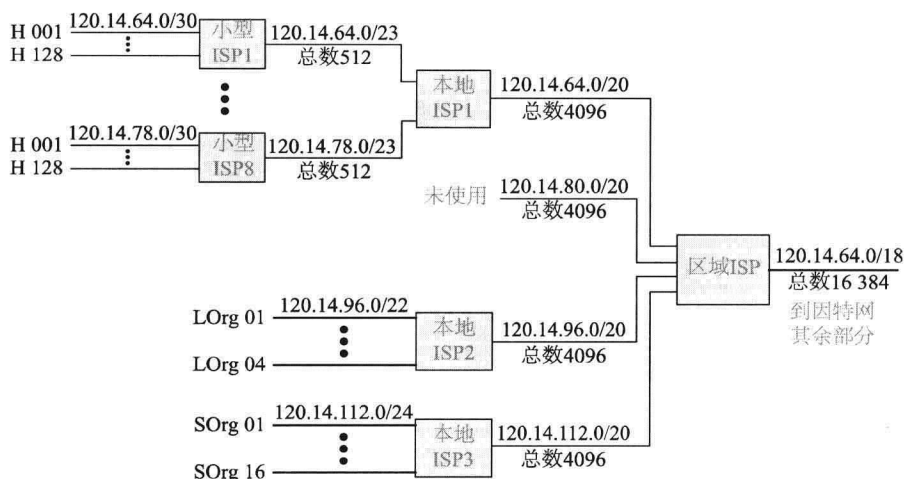 H 001 120.14.64.0/30
H 128
小型
ISP1
120.14.64.0/23
总数512
H 001 120.14.78.0/30
H 128
小型
ISP8
120.14.78.0/23
总数512
本地
ISP1
120.14.64.0/20
总数4096
未使用
120.14.80.0/20
总数4096
LOrg 01 120.14.96.0/22
LOrg 04
本地
ISP2
120.14.96.0/20
总数4096
SOrg 01 120.14.112.0/24
SOrg 16
本地
ISP3
120.14.112.0/20
总数4096
区域ISP
120.14.64.0/18
总数16 384
到因特网
其余部分